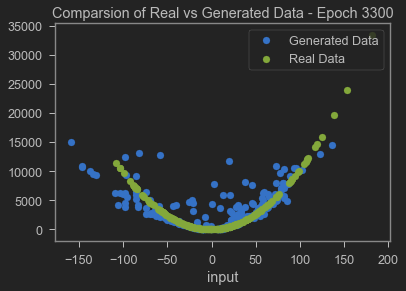 Comparsion of Real vs Generated Data - Epoch 3300
35000
30000
25000
20000
15000
10000
5000
0
Generated Data
Real Data
−150 −100 −50 0 50 100 150 200
input